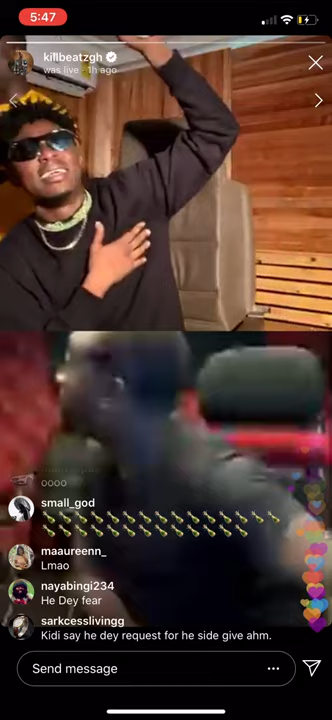 5:47
killbeatzgh
was live · 1h ago
oooo
small_god
🍾🍾🍾🍾🍾🍾🍾🍾🍾🍾🍾🍾🍾🍾
🍾🍾🍾🍾🍾🍾🍾🍾🍾🍾🍾🍾🍾
maaureenn_
Lmao
nayabingi234
He Dey fear
sarkcesslivingg
Kidi say he dey request for he side give ahm.
Send message